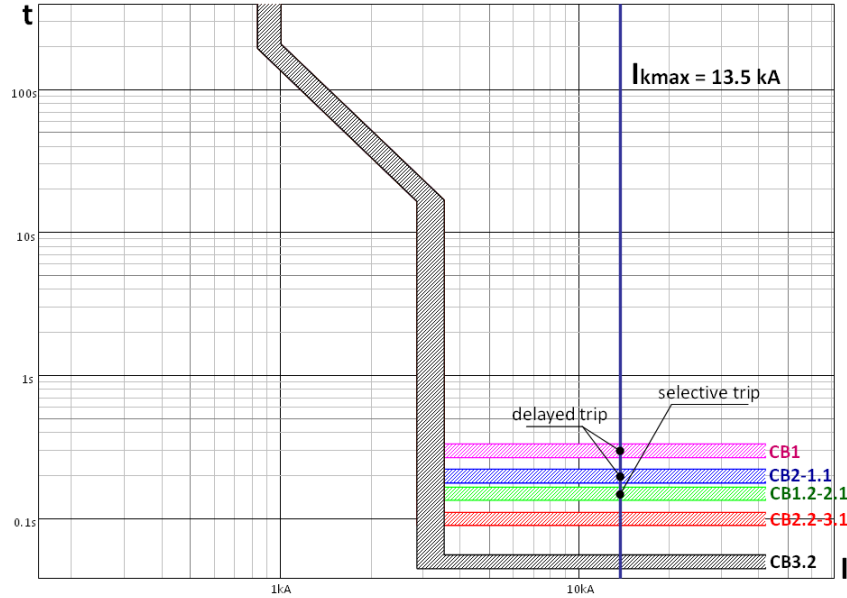 t
Ikmax = 13.5 kA
100s
10s
1s
selective trip
delayed trip
CB1
CB2-1.1
CB1.2-2.1
0.1s
CB2.2-3.1
CB3.2
I
1kA
10kA